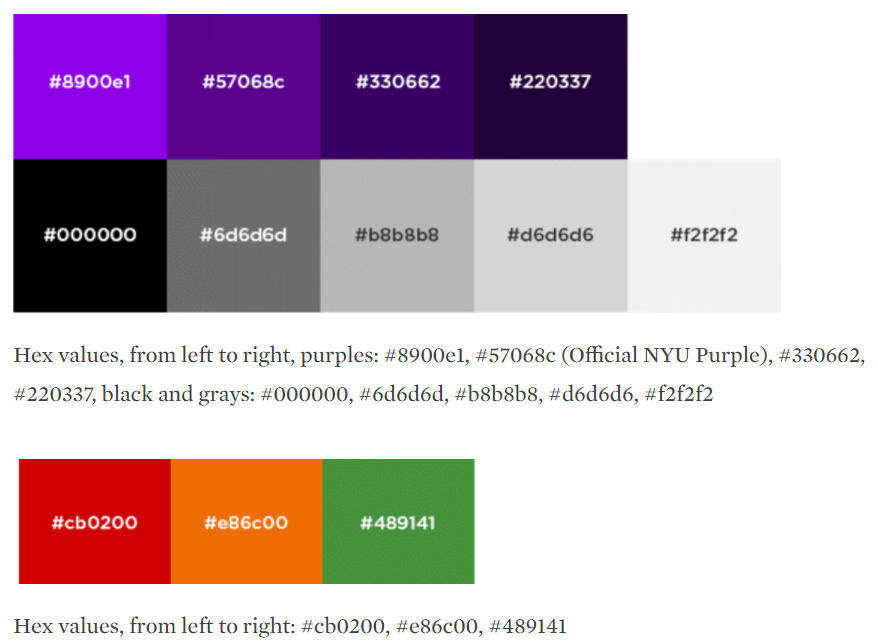 #8900e1 #57068c #330662 #220337
#000000 #6d6d6d #b8b8b8 #d6d6d6 #f2f2f2
Hex values, from left to right, purples: #8900e1, #57068c (Official NYU Purple), #330662,
#220337, black and grays: #000000, #6d6d6d, #b8b8b8, #d6d6d6, #f2f2f2
#cb0200 #e86c00 #489141
Hex values, from left to right: #cb0200, #e86c00, #489141